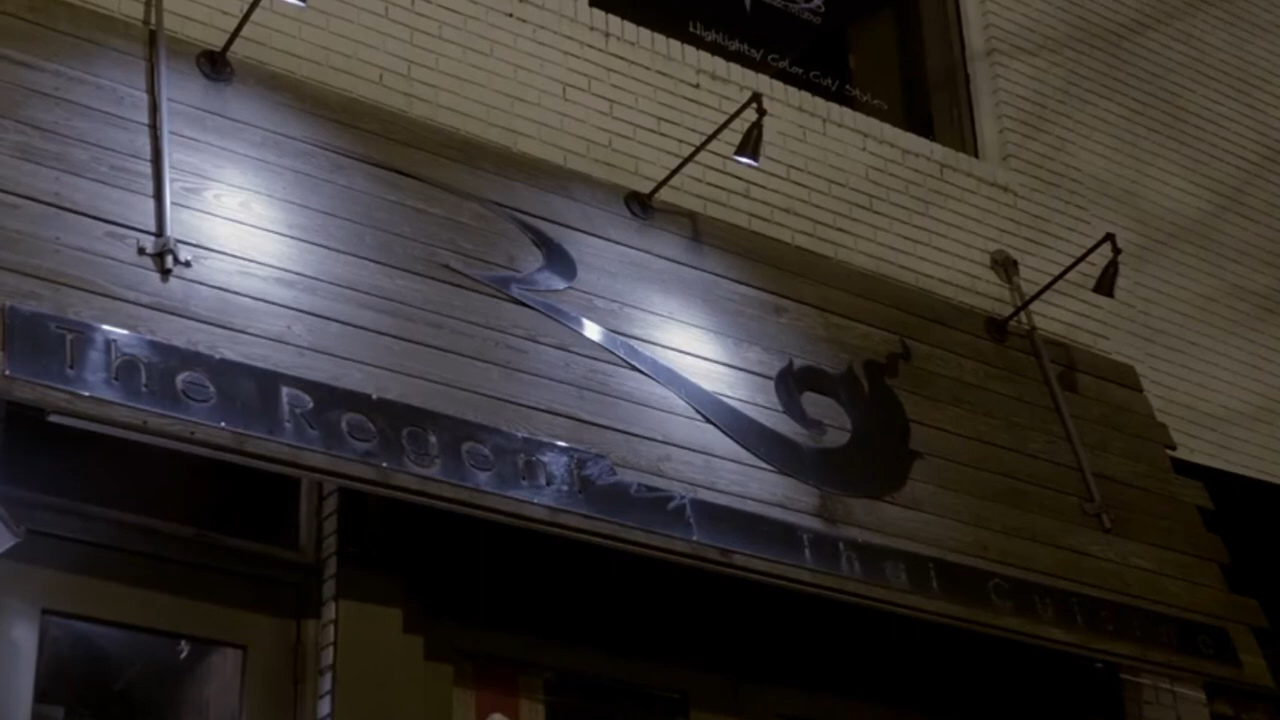 Highlights/ Color, Cut/ Styles
The Regent Thai Cuisine